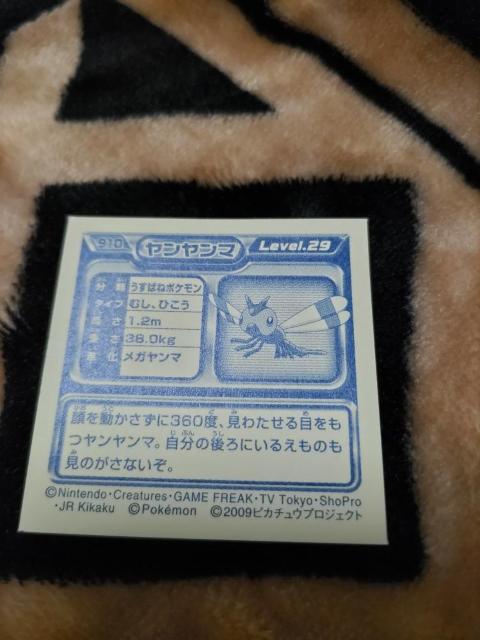 910 ヤンヤンマ Level.29
分類 うすばねポケモン
タイプ むし、ひこう
高さ 1.2m
重さ 38.0kg
進化 メガヤンマ
頭を動かさずに360度、見わたせる目をも
つヤンヤンマ。自分の後ろにいるえものも
見のがさないぞ。
©Nintendo・Creatures・GAME FREAK・TV Tokyo・ShoPro
・JR Kikaku ©Pokémon ©2009ピカチュウプロジェクト